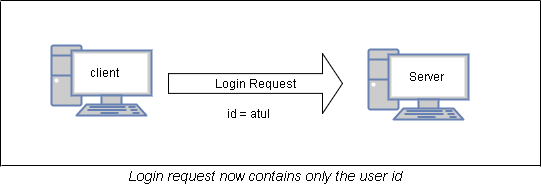 client
Login Request
Server
id = atul
Login request now contains only the user id